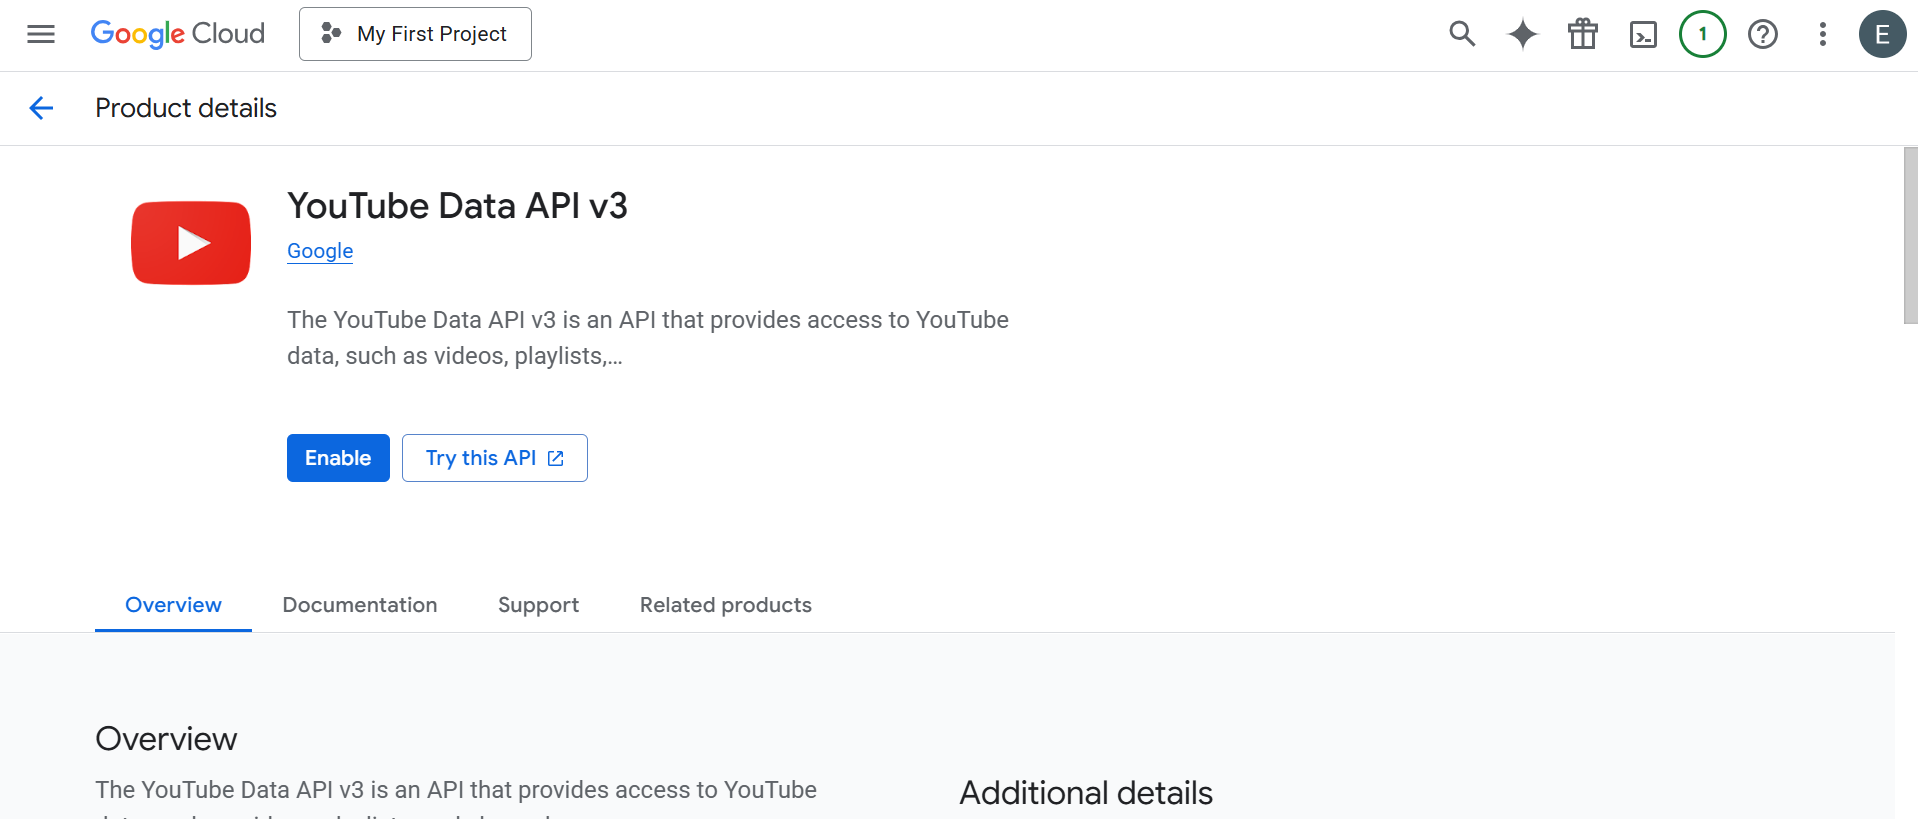 Google Cloud
My First Project
1
E
Product details
YouTube Data API v3
Google
The YouTube Data API v3 is an API that provides access to YouTube
data, such as videos, playlists,...
Enable
Try this API
Overview
Documentation
Support
Related products
Overview
The YouTube Data API v3 is an API that provides access to YouTube
Additional details